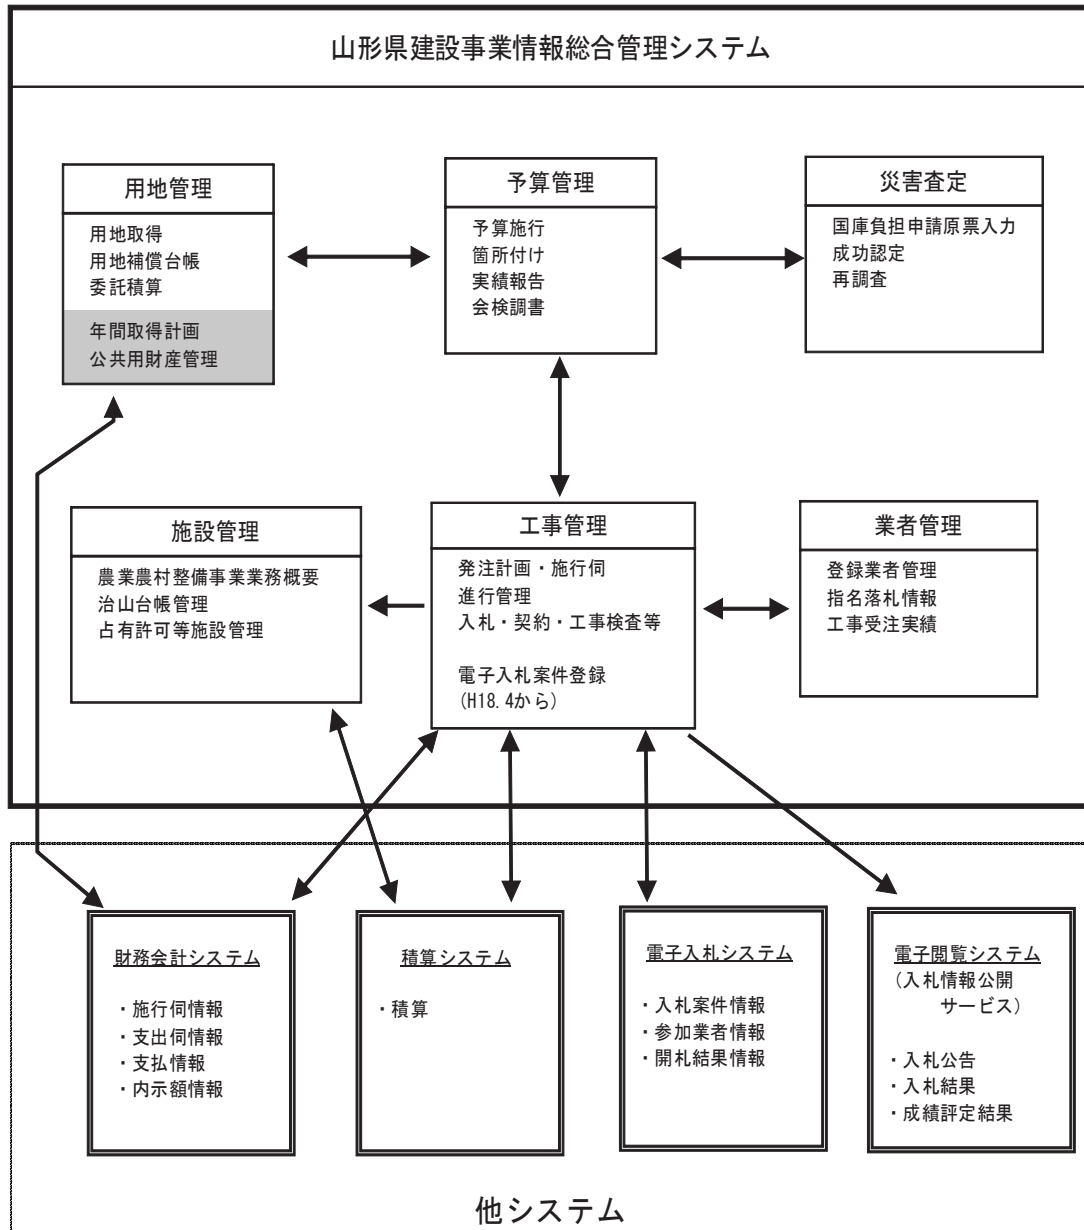 山形県建設事業情報総合管理システム
用地管理
用地取得
用地補償台帳
委託積算
年間取得計画
公共用財産管理
予算管理
予算施行
箇所付け
実績報告
会検調書
災害査定
国庫負担申請原票入力
成功認定
再調査
施設管理
農業農村整備事業業務概要
治山台帳管理
占有許可等施設管理
工事管理
発注計画・施行伺
進行管理
入札・契約・工事検査等
電子入札案件登録
(H18.4から)
業者管理
登録業者管理
指名落札情報
工事受注実績
財務会計システム
・施行伺情報
・支出伺情報
・支払情報
・内示額情報
積算システム
・積算
電子入札システム
・入札案件情報
・参加業者情報
・開札結果情報
電子閲覧システム
(入札情報公開
サービス)
・入札公告
・入札結果
・成績評定結果
他システム